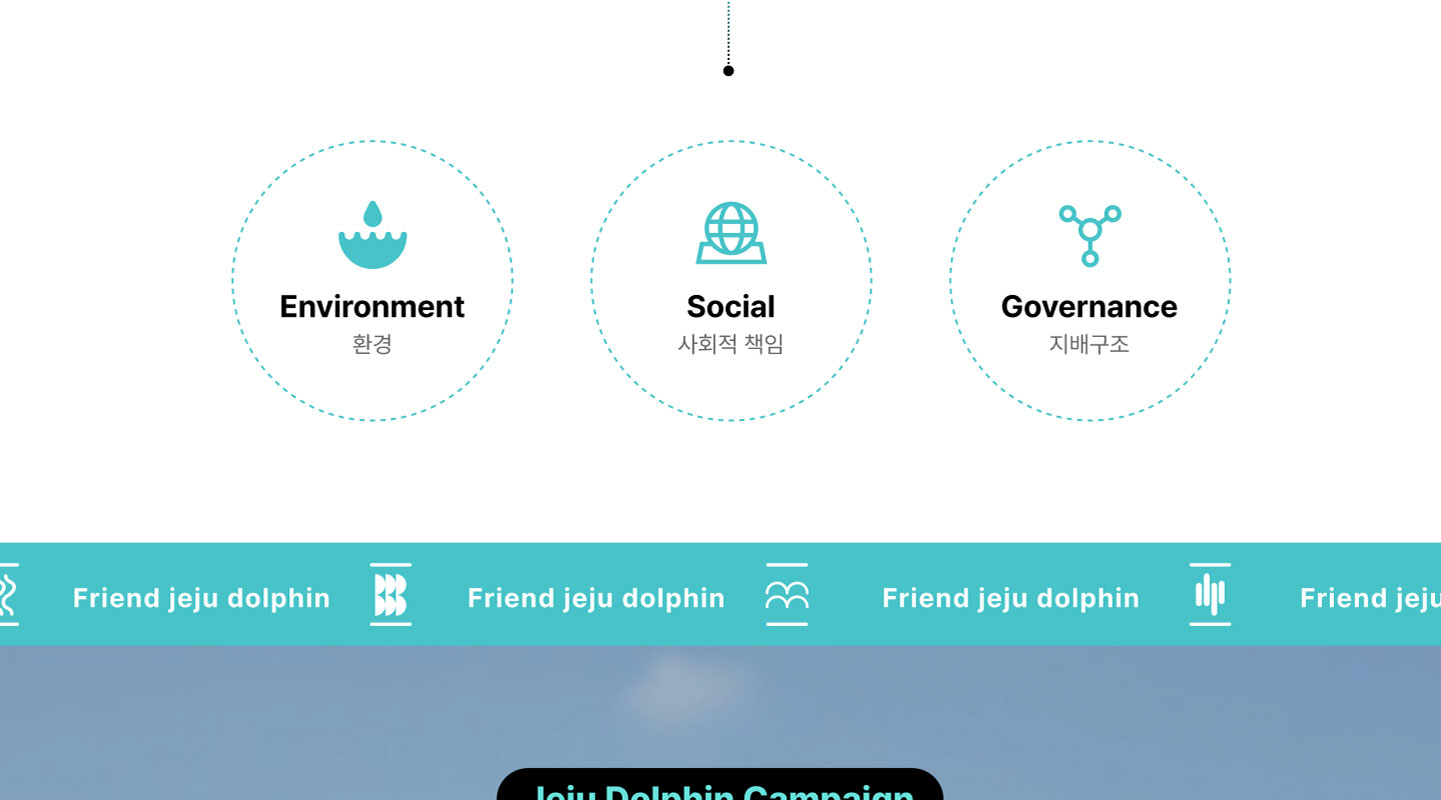 Environment
환경
Social
사회적 책임
Governance
지배구조
Friend jeju dolphin
Friend jeju dolphin
Friend jeju dolphin
Friend jeju
Jeju Dolphin Campaign